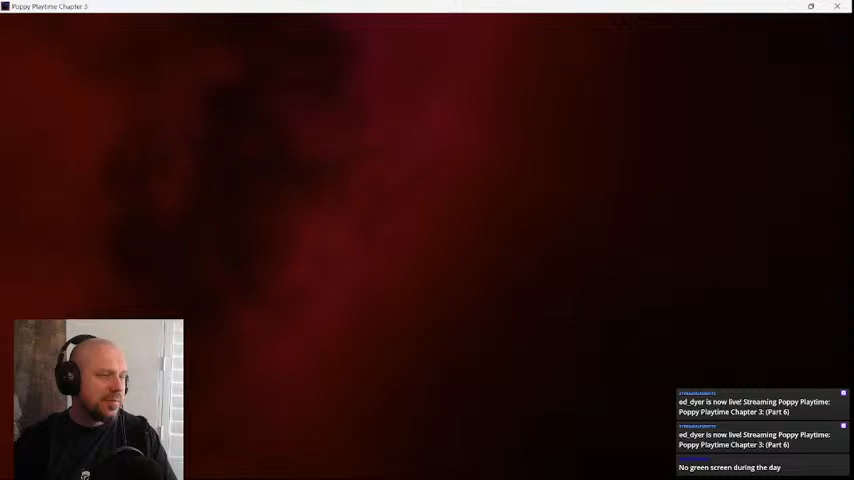 Poppy Playtime Chapter 3
ed_dyer is now live! Streaming Poppy Playtime:
Poppy Playtime Chapter 3: (Part 6)
ed_dyer is now live! Streaming Poppy Playtime:
Poppy Playtime Chapter 3: (Part 6)
No green screen during the day